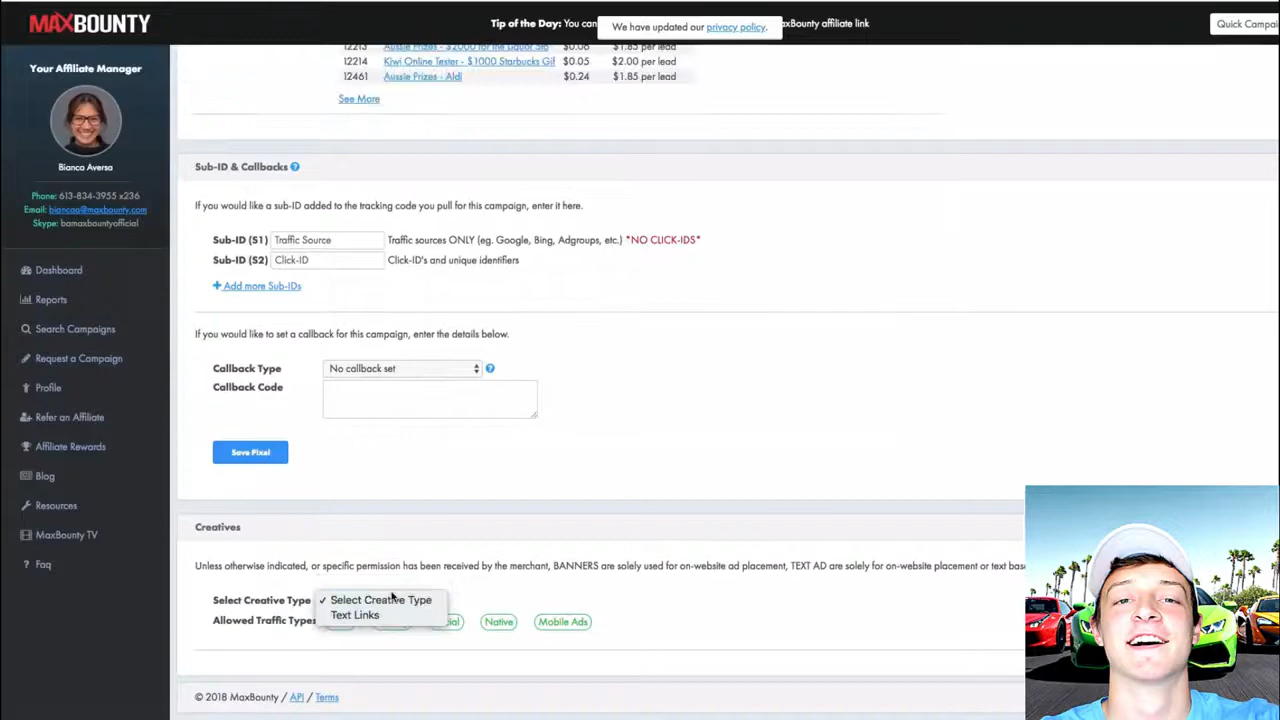 MAXBOUNTY
Tip of the Day: You can
We have updated our privacy policy.
xBounty affiliate link
Quick Campai
Your Affiliate Manager
Bianca Aversa
Phone: 613-834-3955 x236
Email: biancaa@maxbounty.com
Skype: bamaxbountyofficial
Dashboard
Reports
Search Campaigns
Request a Campaign
Profile
Refer an Affiliate
Affiliate Rewards
Blog
Resources
MaxBounty TV
Faq
12213 Aussie Prizes - $2000 for the Liquor Sto $0.06 $1.85 per lead
12214 Kiwi Online Tester - $1000 Starbucks Gif $0.05 $2.00 per lead
12461 Aussie Prizes - Aldi $0.24 $1.85 per lead
See More
Sub-ID & Callbacks ?
If you would like a sub-ID added to the tracking code you pull for this campaign, enter it here.
Sub-ID (S1) Traffic Source Traffic sources ONLY (eg. Google, Bing, Adgroups, etc.) *NO CLICK-IDS*
Sub-ID (S2) Click-ID Click-ID's and unique identifiers
+ Add more Sub-IDs
If you would like to set a callback for this campaign, enter the details below.
Callback Type No callback set ?
Callback Code
Save Pixel
Creatives
Unless otherwise indicated, or specific permission has been received by the merchant, BANNERS are solely used for on-website ad placement, TEXT AD are solely for on-website placement or text bas
Select Creative Type ✓ Select Creative Type
Text Links
Allowed Traffic Types ial Native Mobile Ads
© 2018 MaxBounty / API / Terms